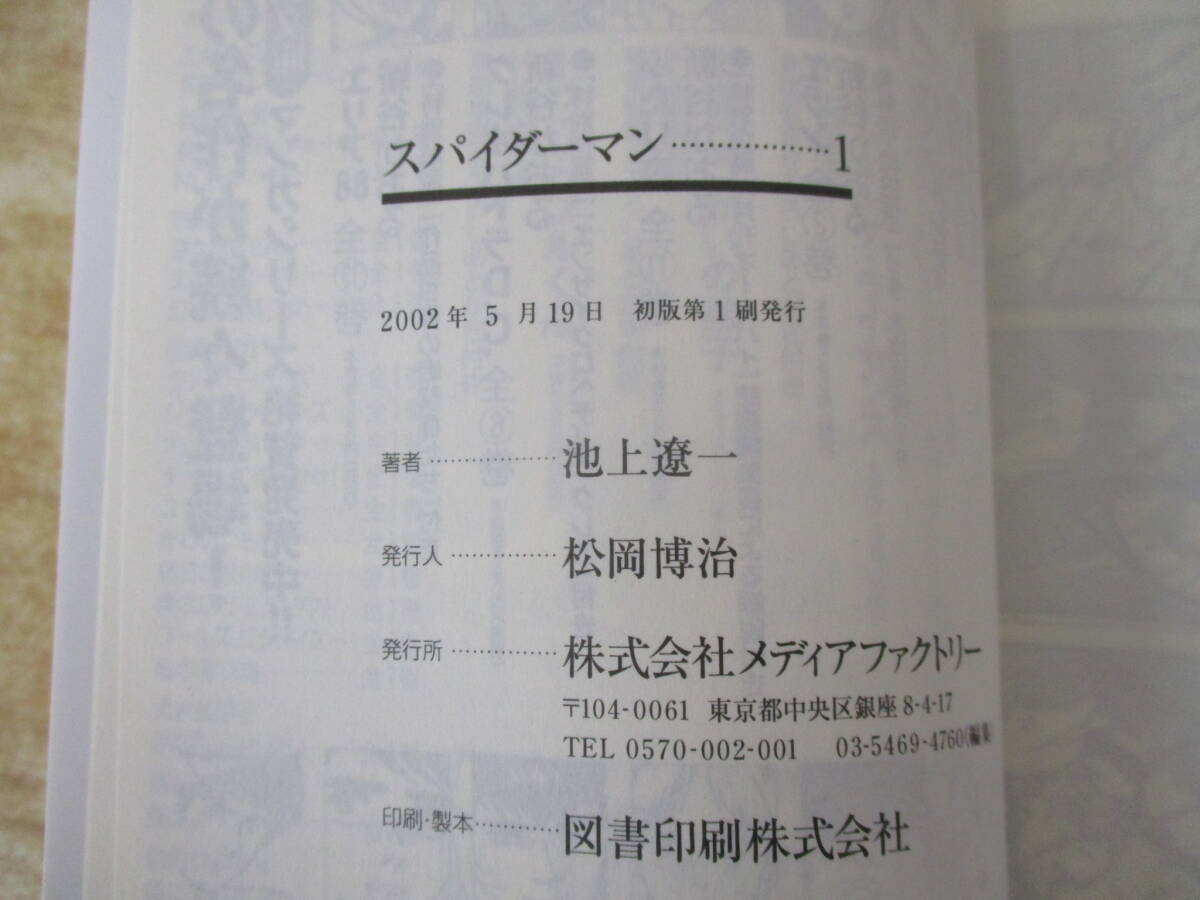 スパイダーマン………………1
2002年 5 月19日 初版第1刷発行
著者………………池上遼一
発行人……………松岡博治
発行所……………株式会社メディアファクトリー
〒104-0061 東京都中央区銀座8-4-17
TEL 0570-002-001 03-5469-4760(編集
印刷・製本…………図書印刷株式会社